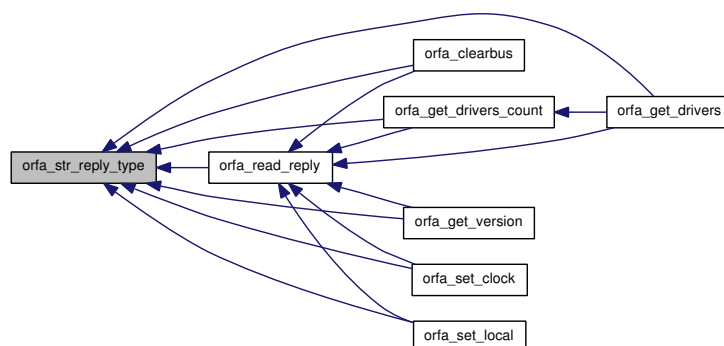 orfa_clearbus
orfa_get_drivers_count
orfa_get_drivers
orfa_str_reply_type
orfa_read_reply
orfa_get_version
orfa_set_clock
orfa_set_local